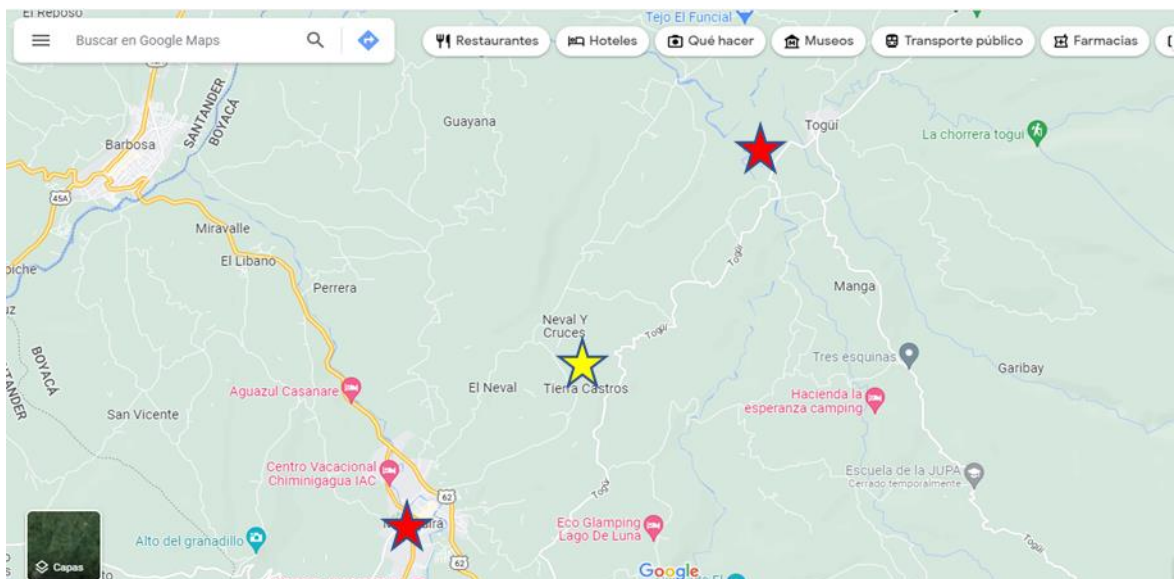 El Reposo
Tejo El Funcial
Buscar en Google Maps
Restaurantes
Hoteles
Qué hacer
Museos
Transporte público
Farmacias
SANTANDER
BOYACÁ
Guayana
Togüí
La chorrera togui
Barbosa
45A
Miravalle
El Libano
Togüí
Perrera
Manga
Neval Y
Cruces
Togüí
Tres esquinas
BOYACÁ
Garibay
Aguazul Casanare
El Neval
Tierra Castros
Hacienda la
esperanza camping
San Vicente
Centro Vacacional
Chiminigagua IAC
Escuela de la JUPA
Cerrado temporalmente
Togüí
62
Eco Glamping
Lago De Luna
Alto del granadillo
62
Togüí
Capas
Google